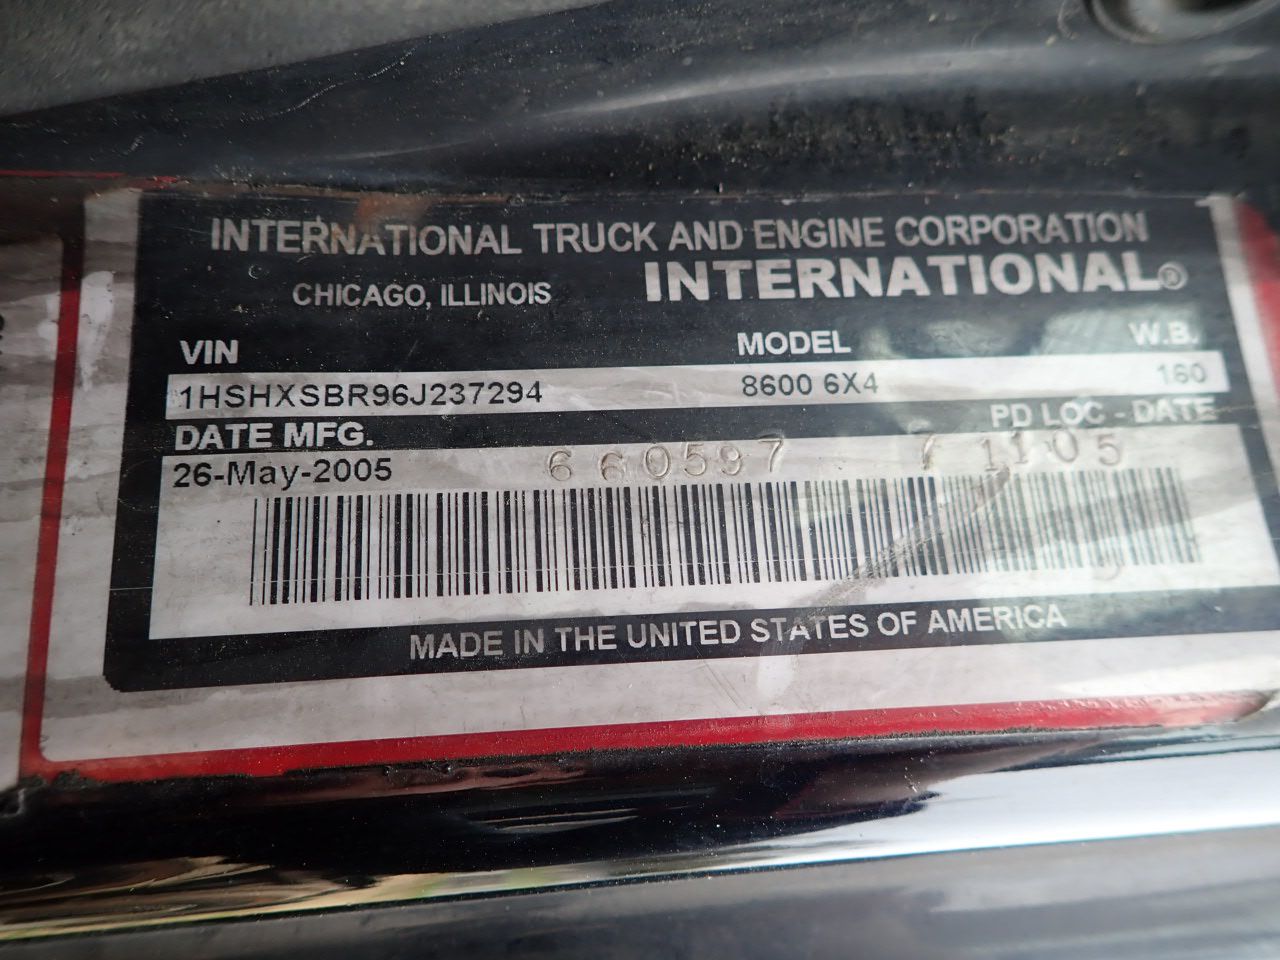 INTERNATIONAL TRUCK AND ENGINE CORPORATION
CHICAGO, ILLINOIS INTERNATIONAL®
VIN MODEL W.B.
1HSHXSBR96J237294 8600 6X4 160
DATE MFG. PD LOC - DATE
26-May-2005 660597 1105
MADE IN THE UNITED STATES OF AMERICA